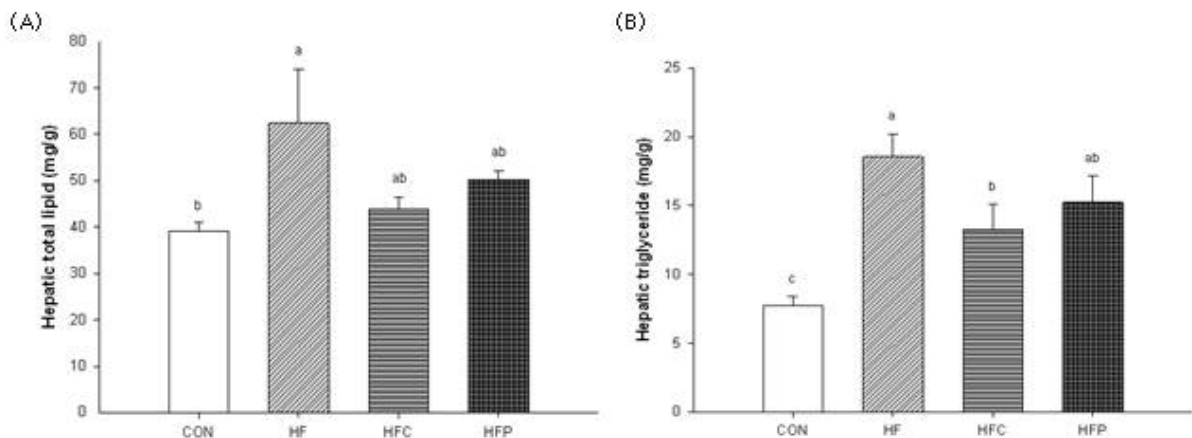 (A)
Hepatic total lipid (mg/g)
80
70
60
50
40
30
20
10
0
b
a
ab
ab
CON HF HFC HFP
(B)
Hepatic triglyceride (mg/g)
25
20
15
10
5
0
c
a
b
ab
CON HF HFC HFP